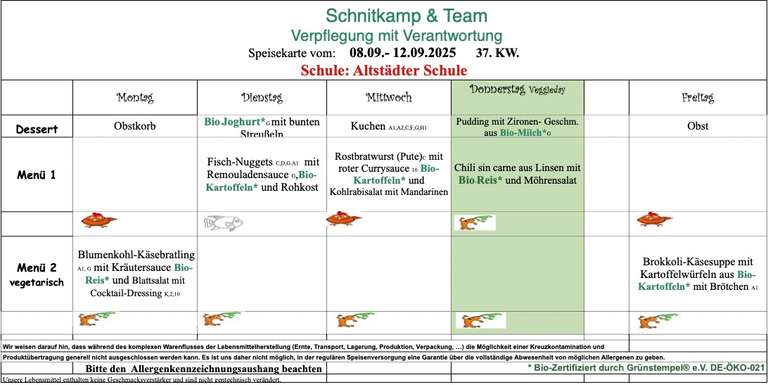 Schnitkamp & Team
Verpflegung mit Verantwortung
Speisekarte vom: 08.09.- 12.09.2025 37. KW.
Schule: Altstädter Schule
Montag
Dienstag
Mittwoch
Donnerstag Veggieday
Freitag
Dessert
Obstkorb
Bio Joghurt*G mit bunten
Streußeln
Kuchen A1,A2,C,F,G,H1
Pudding mit Zironen- Geschm.
aus Bio-Milch*G
Obst
Menü 1
Fisch-Nuggets C,D,G.A1 mit
Remouladensauce G,Bio-
Kartoffeln* und Rohkost
Rostbratwurst (Pute)C mit
roter Currysauce 16 Bio-
Kartoffeln* und
Kohlrabisalat mit Mandarinen
Chili sin carne aus Linsen mit
Bio Reis* und Möhrensalat
Menü 2
vegetarisch
Blumenkohl-Käsebratling
A1, G mit Kräutersauce Bio-
Reis* und Blattsalat mit
Cocktail-Dressing K,2,10
Brokkoli-Käsesuppe mit
Kartoffelwürfeln aus Bio-
Kartoffeln* mit Brötchen A1
Wir weisen darauf hin, dass während des komplexen Warenflusses der Lebensmittelherstellung (Ernte, Transport, Lagerung, Produktion, Verpackung, ...) die Möglichkeit einer Kreuzkontamination und
Produktübertragung generell nicht ausgeschlossen werden kann. Es ist uns daher nicht möglich, in der regulären Speisenversorgung eine Garantie über die vollständige Abwesenheit von möglichen Allergenen zu geben.
Bitte den Allergenkennzeichnungsaushang beachten
* Bio-Zertifiziert durch Grünstempel® e.V. DE-ÖKO-021
Unsere Lebensmittel enthalten keine Geschmacksverstärker und sind nicht gentechnisch verändert.